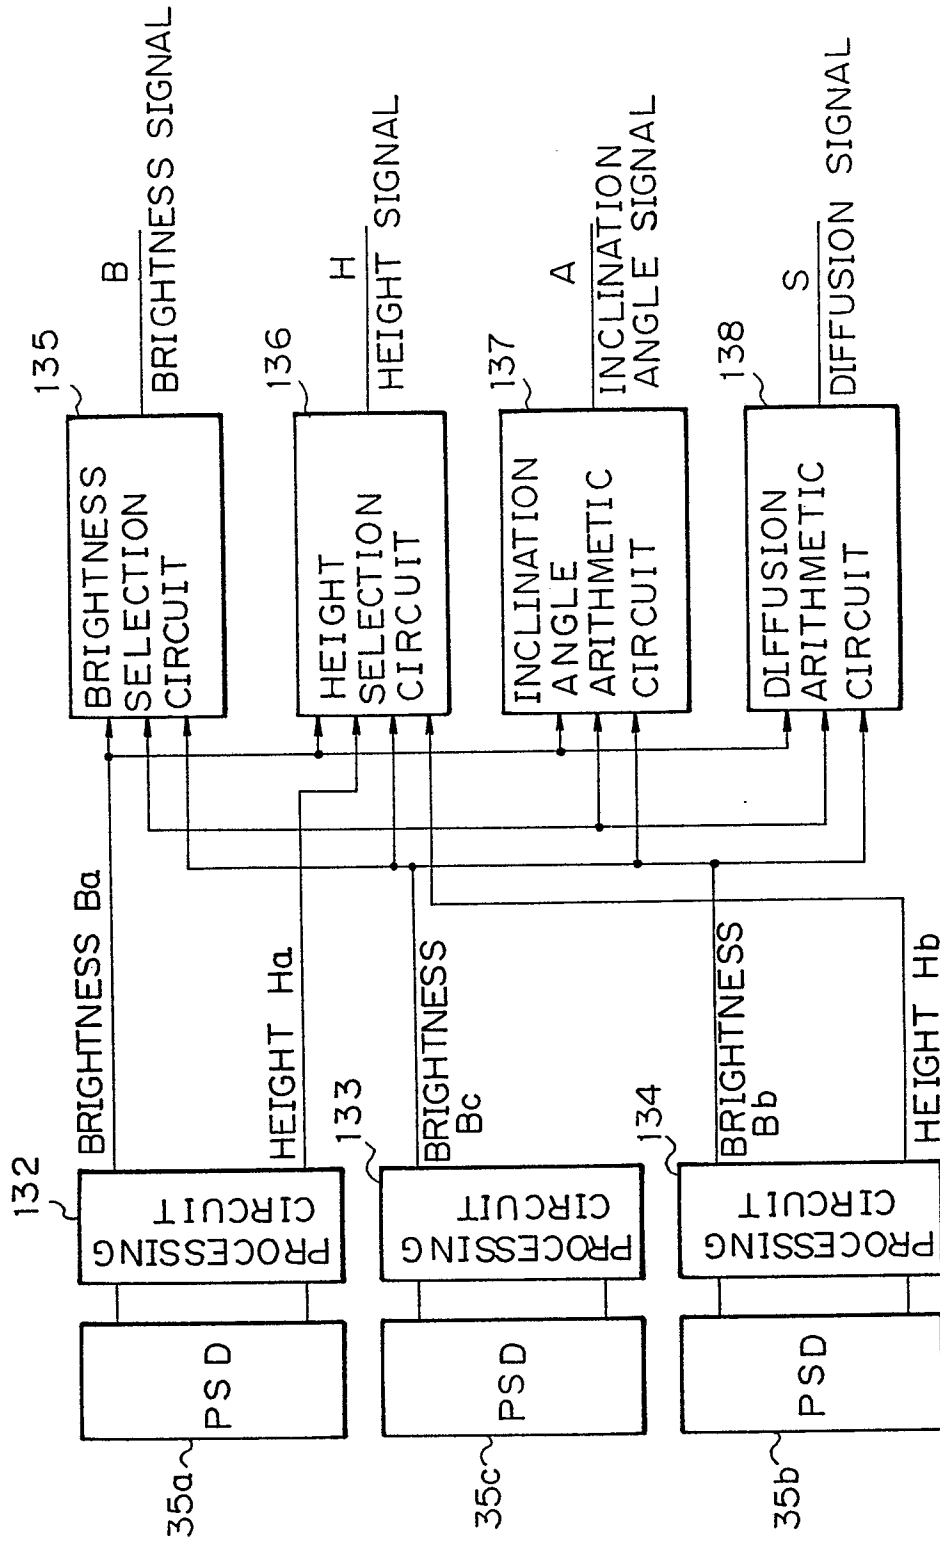 35a
PSD
PROCESSING
CIRCUIT
132
BRIGHTNESS Ba
HEIGHT Ha
35c
PSD
PROCESSING
CIRCUIT
133
BRIGHTNESS
Bc
35b
PSD
PROCESSING
CIRCUIT
134
BRIGHTNESS
Bb
HEIGHT Hb
BRIGHTNESS
SELECTION
CIRCUIT
135
B
BRIGHTNESS SIGNAL
HEIGHT
SELECTION
CIRCUIT
136
H
HEIGHT SIGNAL
INCLINATION
ANGLE
ARITHMETIC
CIRCUIT
137
A
INCLINATION
ANGLE SIGNAL
DIFFUSION
ARITHMETIC
CIRCUIT
138
S
DIFFUSION SIGNAL